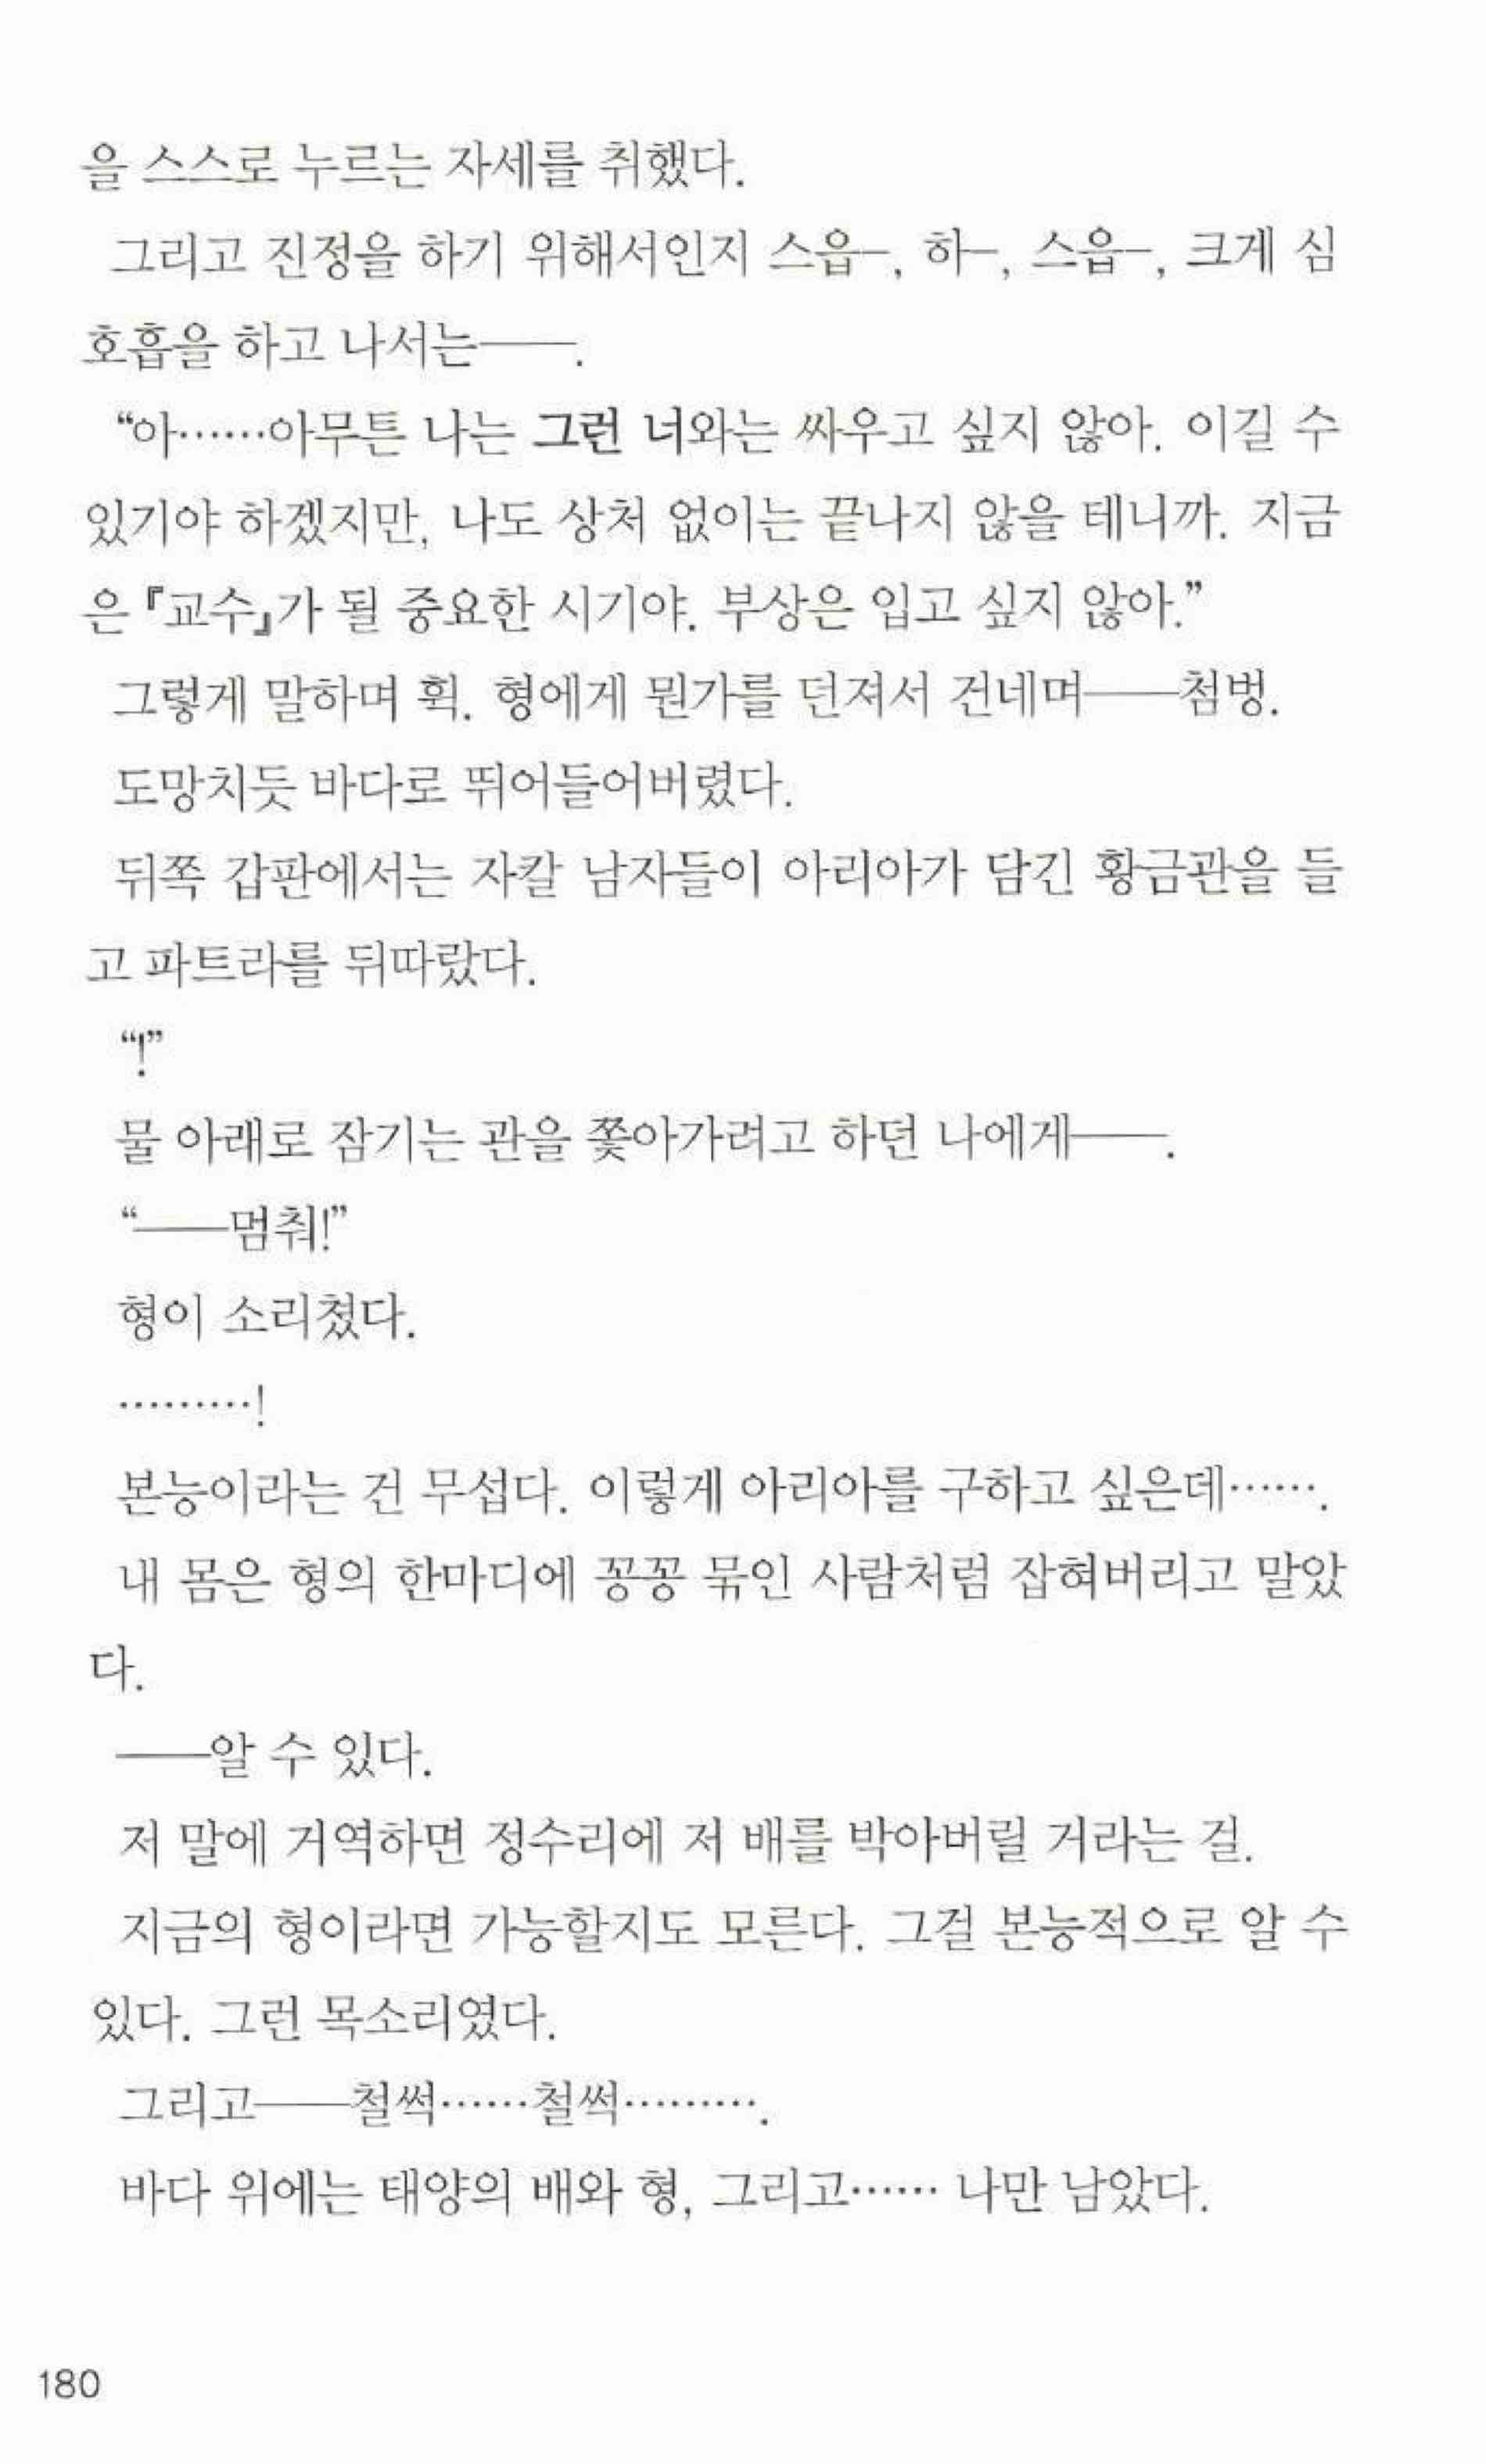 을 스스로 누르는 자세를 취했다.
그리고 진정을 하기 위해서인지 스읍─, 하─, 스읍─, 크게 심
호흡을 하고 나서는――.
“아……아무튼 나는 그런 너와는 싸우고 싶지 않아. 이길 수
있기야 하겠지만, 나도 상처 없이는 끝나지 않을 테니까. 지금
은 『교수』가 될 중요한 시기야. 부상은 입고 싶지 않아.”
그렇게 말하며 휙. 형에게 뭔가를 던져서 건네며――첨벙.
도망치듯 바다로 뛰어들어버렸다.
뒤쪽 갑판에서는 자칼 남자들이 아리아가 담긴 황금관을 들
고 파트라를 뒤따랐다.
“!”
물 아래로 잠기는 관을 쫓아가려고 하던 나에게――.
“――멈춰!”
형이 소리쳤다.
………!
본능이라는 건 무섭다. 이렇게 아리아를 구하고 싶은데…….
내 몸은 형의 한마디에 꽁꽁 묶인 사람처럼 잡혀버리고 말았
다.
――알 수 있다.
저 말에 거역하면 정수리에 저 배를 박아버릴 거라는 걸.
지금의 형이라면 가능할지도 모른다. 그걸 본능적으로 알 수
있다. 그런 목소리였다.
그리고――철썩……철썩………. 
바다 위에는 태양의 배와 형, 그리고…… 나만 남았다.
180